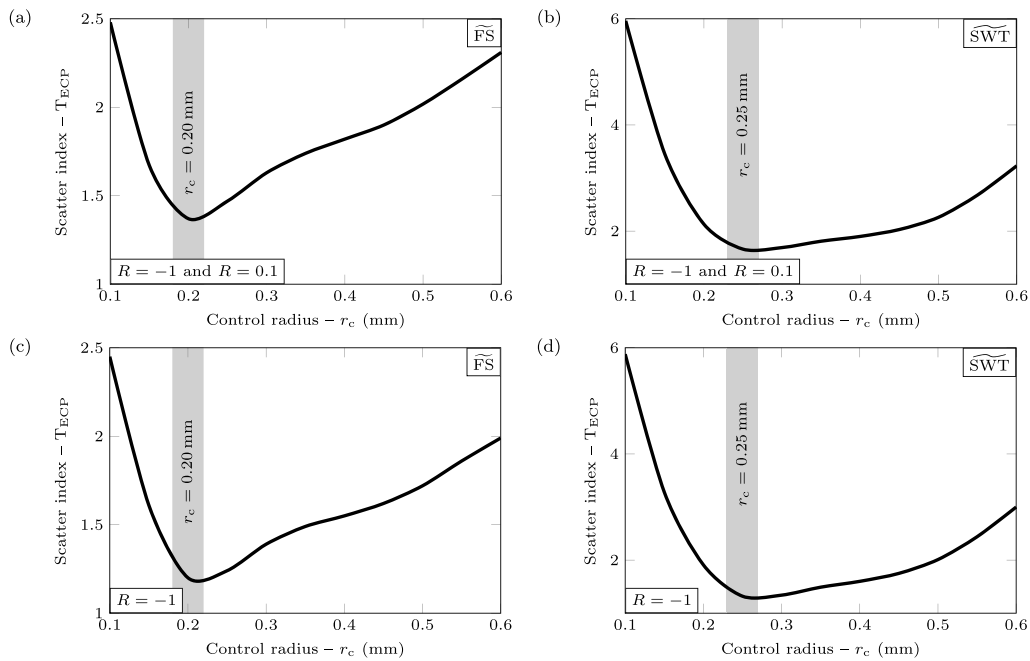 (a)
2.5
2
1.5
1
Scatter index – T_ECP
F̃S
r_c = 0.20 mm
R = −1 and R = 0.1
0.1 0.2 0.3 0.4 0.5 0.6
Control radius – r_c (mm)
(b)
6
4
2
Scatter index – T_ECP
S̃WT
r_c = 0.25 mm
R = −1 and R = 0.1
0.1 0.2 0.3 0.4 0.5 0.6
Control radius – r_c (mm)
(c)
2.5
2
1.5
1
Scatter index – T_ECP
F̃S
r_c = 0.20 mm
R = −1
0.1 0.2 0.3 0.4 0.5 0.6
Control radius – r_c (mm)
(d)
6
4
2
Scatter index – T_ECP
S̃WT
r_c = 0.25 mm
R = −1
0.1 0.2 0.3 0.4 0.5 0.6
Control radius – r_c (mm)